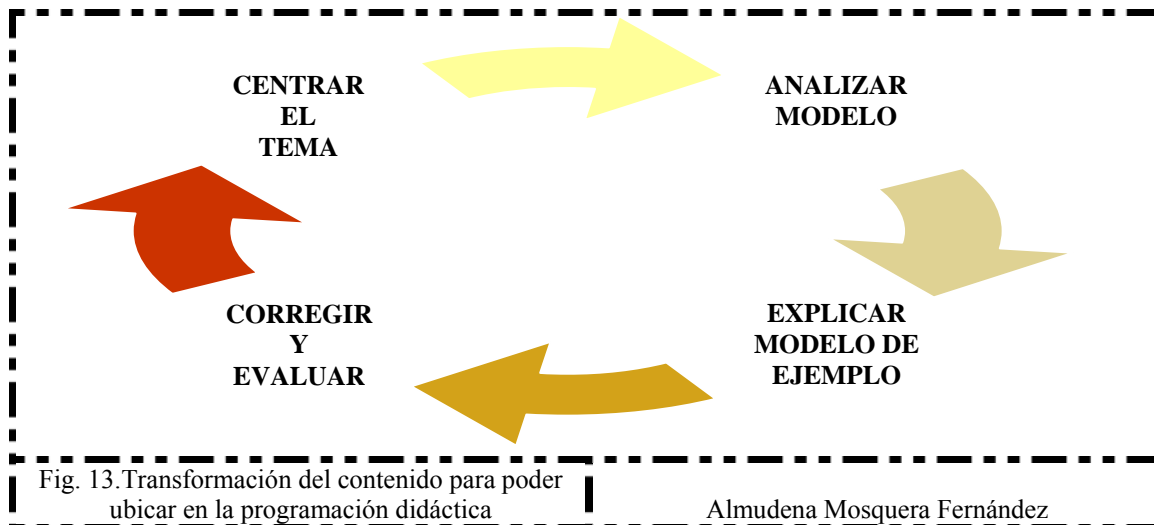 CENTRAR
EL
TEMA
ANALIZAR
MODELO
EXPLICAR
MODELO DE
EJEMPLO
CORREGIR
Y
EVALUAR
Fig. 13.Transformación del contenido para poder
ubicar en la programación didáctica
Almudena Mosquera Fernández